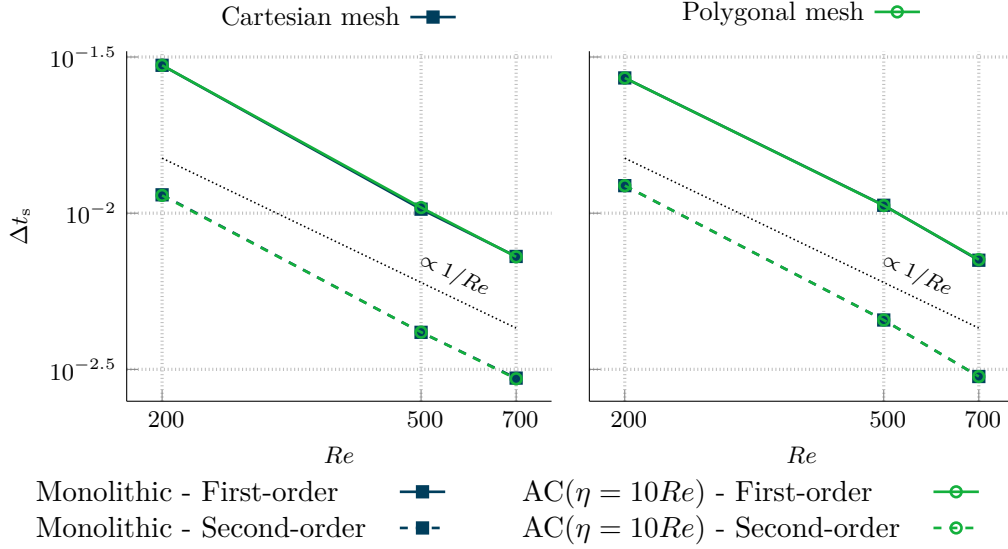 Cartesian mesh
Polygonal mesh
10^−1.5
10^−2
10^−2.5
Δt_s
∝ 1/Re
∝ 1/Re
200
500
700
200
500
700
Re
Re
Monolithic - First-order
AC(η = 10Re) - First-order
Monolithic - Second-order
AC(η = 10Re) - Second-order